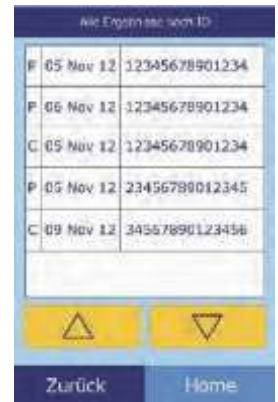 Alle Ergebnisse nach ID
P 05 Nov 12 12345678901234
P 06 Nov 12 12345678901234
C 05 Nov 12 12345678901234
P 05 Nov 12 23456789012345
C 09 Nov 12 34567890123456
Zurück Home